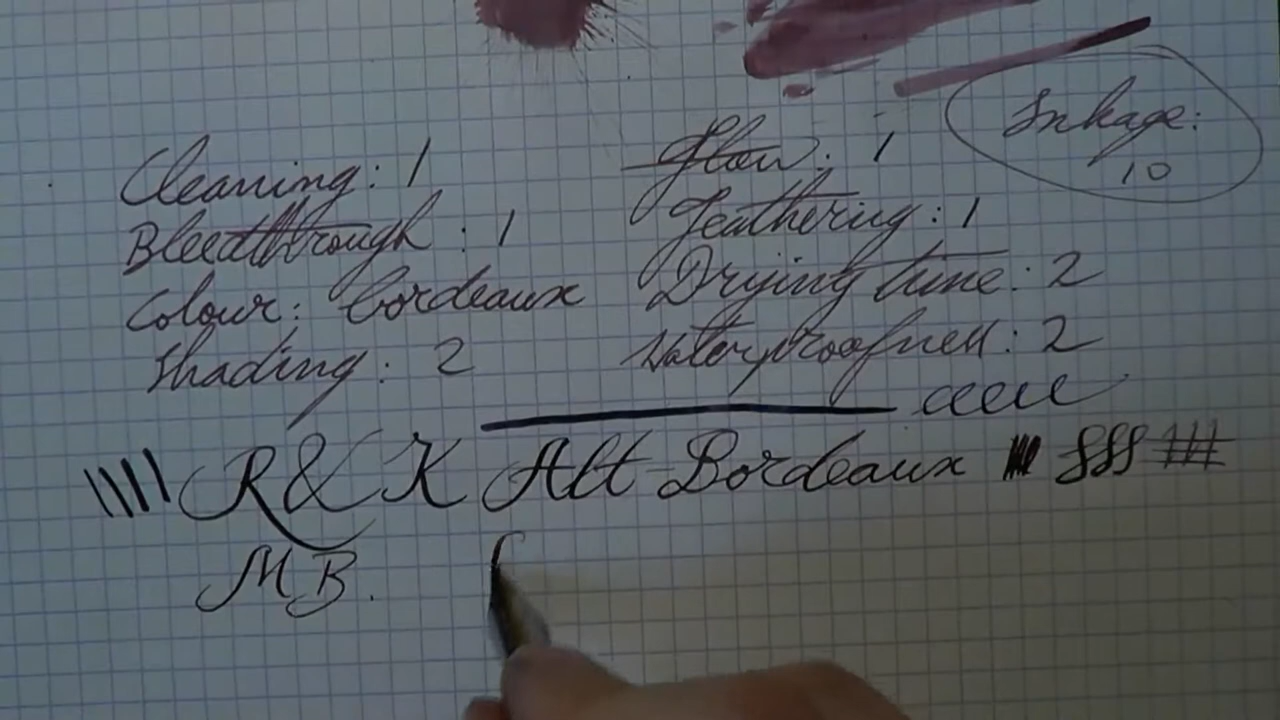 Cleaning: 1
Bleedthrough: 1
Colour: bordeaux
Shading: 2
Flow: 1
Feathering: 1
Drying time: 2
Waterproofness: 2
Inkage:
10
R&K Alt-Bordeaux
MB.